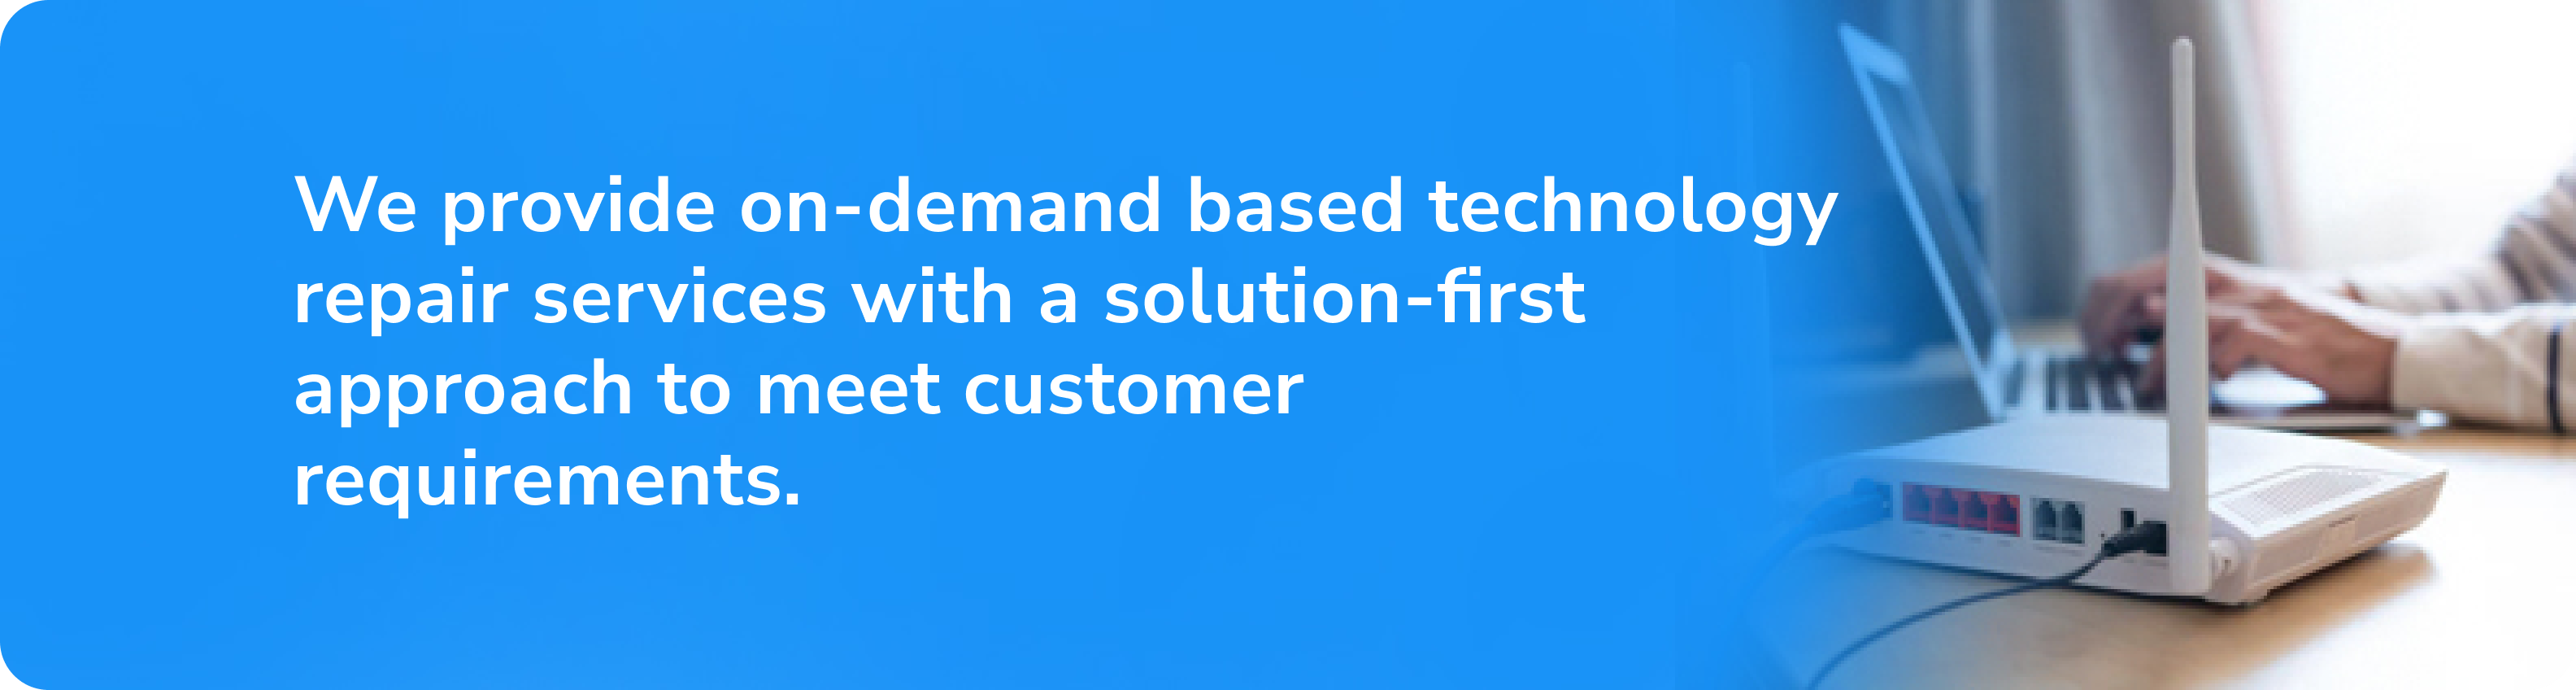 We provide on-demand based technology
repair services with a solution-first
approach to meet customer
requirements.